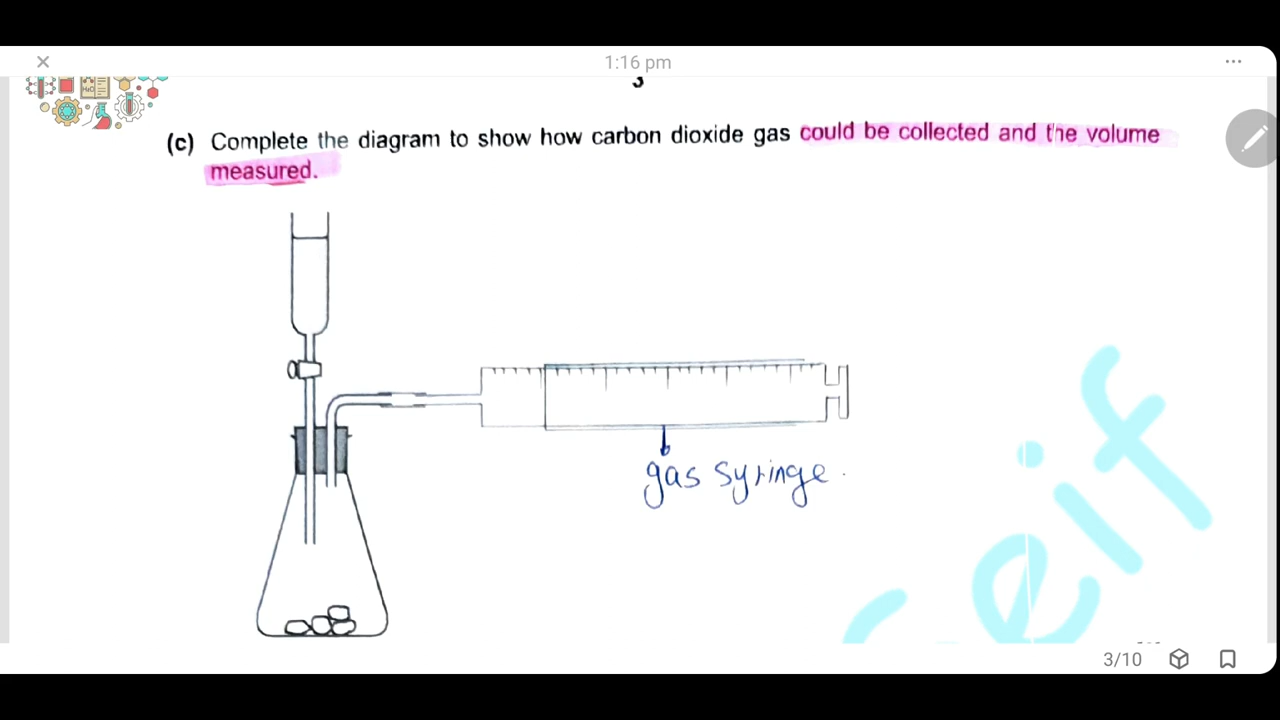 1:16 pm
3
(c) Complete the diagram to show how carbon dioxide gas could be collected and the volume
measured.
gas syringe.
Seif
3/10